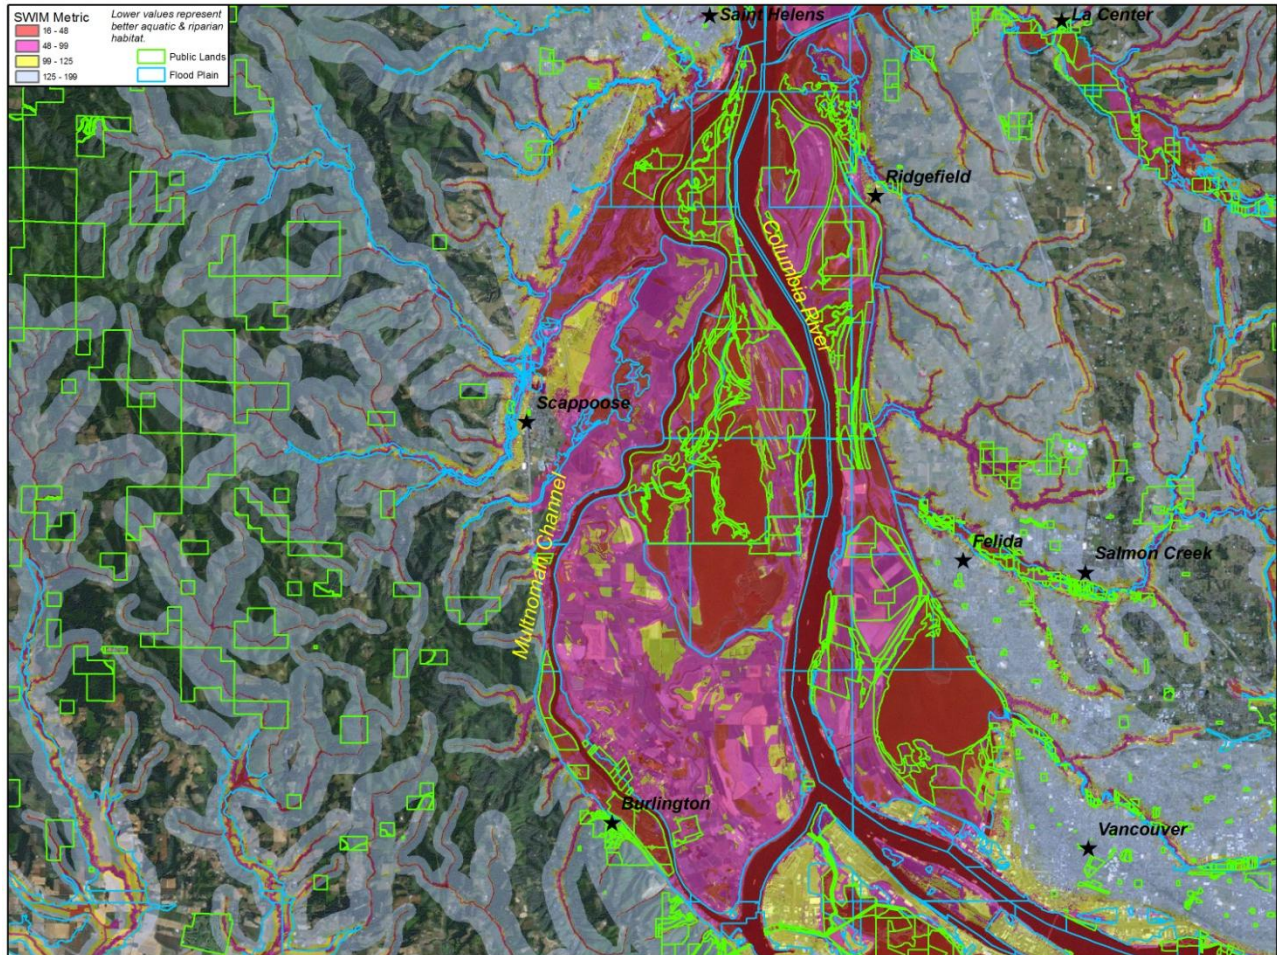 SWIM Metric
16 - 48
48 - 99
99 - 125
125 - 199
Lower values represent
better aquatic & riparian
habitat.
Public Lands
Flood Plain
Saint Helens
La Center
Ridgefield
Columbia River
Scappoose
Multnomah Channel
Felida
Salmon Creek
Burlington
Vancouver